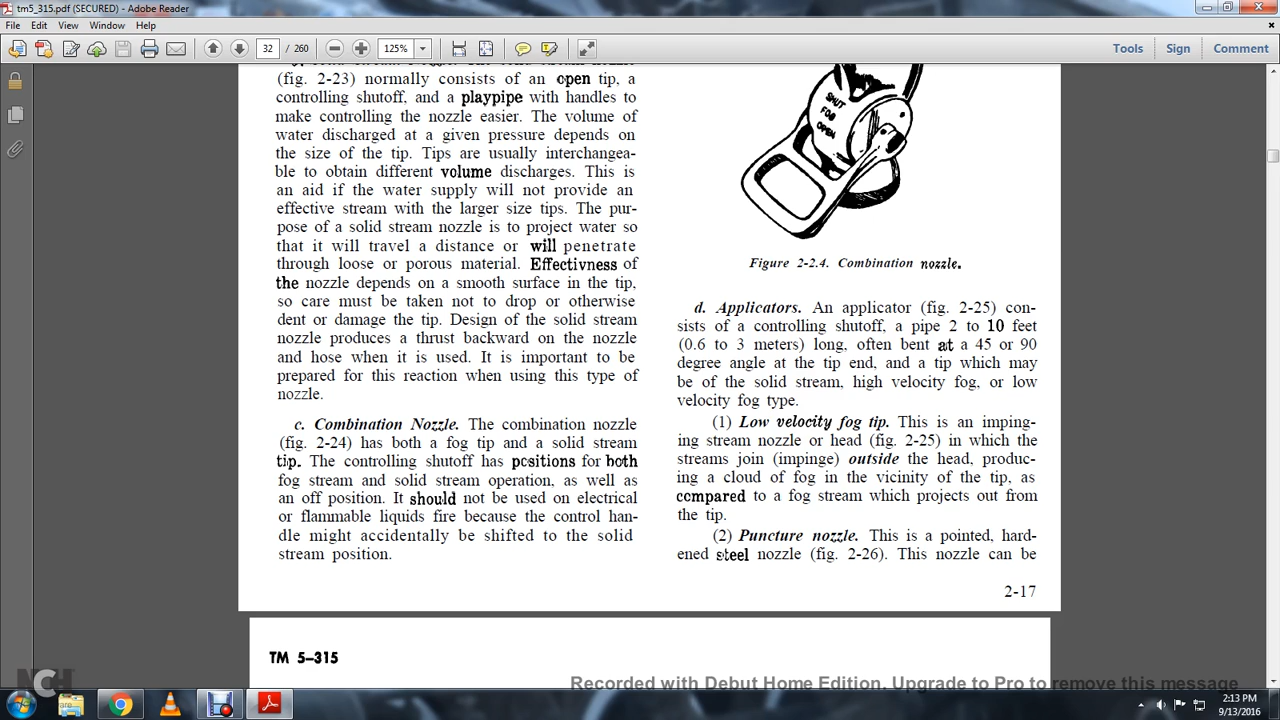 tm5_315.pdf (SECURED) - Adobe Reader
File Edit View Window Help
32 / 260
125%
Tools Sign Comment
(fig. 2-23) normally consists of an open tip, a
controlling shutoff, and a playpipe with handles to
make controlling the nozzle easier. The volume of
water discharged at a given pressure depends on
the size of the tip. Tips are usually interchangea-
ble to obtain different volume discharges. This is
an aid if the water supply will not provide an
effective stream with the larger size tips. The pur-
pose of a solid stream nozzle is to project water so
that it will travel a distance or will penetrate
through loose or porous material. Effectivness of
the nozzle depends on a smooth surface in the tip,
so care must be taken not to drop or otherwise
dent or damage the tip. Design of the solid stream
nozzle produces a thrust backward on the nozzle
and hose when it is used. It is important to be
prepared for this reaction when using this type of
nozzle.
c. Combination Nozzle. The combination nozzle
(fig. 2-24) has both a fog tip and a solid stream
tip. The controlling shutoff has positions for both
fog stream and solid stream operation, as well as
an off position. It should not be used on electrical
or flammable liquids fire because the control han-
dle might accidentally be shifted to the solid
stream position.
SHUT
FOG
OPEN
Figure 2-2.4. Combination nozzle.
d. Applicators. An applicator (fig. 2-25) con-
sists of a controlling shutoff, a pipe 2 to 10 feet
(0.6 to 3 meters) long, often bent at a 45 or 90
degree angle at the tip end, and a tip which may
be of the solid stream, high velocity fog, or low
velocity fog type.
(1) Low velocity fog tip. This is an imping-
ing stream nozzle or head (fig. 2-25) in which the
streams join (impinge) outside the head, produc-
ing a cloud of fog in the vicinity of the tip, as
compared to a fog stream which projects out from
the tip.
(2) Puncture nozzle. This is a pointed, hard-
ened steel nozzle (fig. 2-26). This nozzle can be
2-17
TM 5-315
NCH
Recorded with Debut Home Edition. Upgrade to Pro to remove this message
2:13 PM
9/13/2016